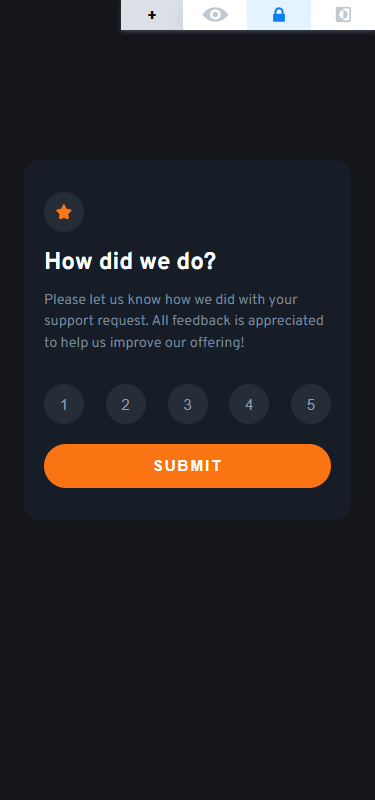 +
How did we do?
Please let us know how we did with your
support request. All feedback is appreciated
to help us improve our offering!
1 2 3 4 5
SUBMIT